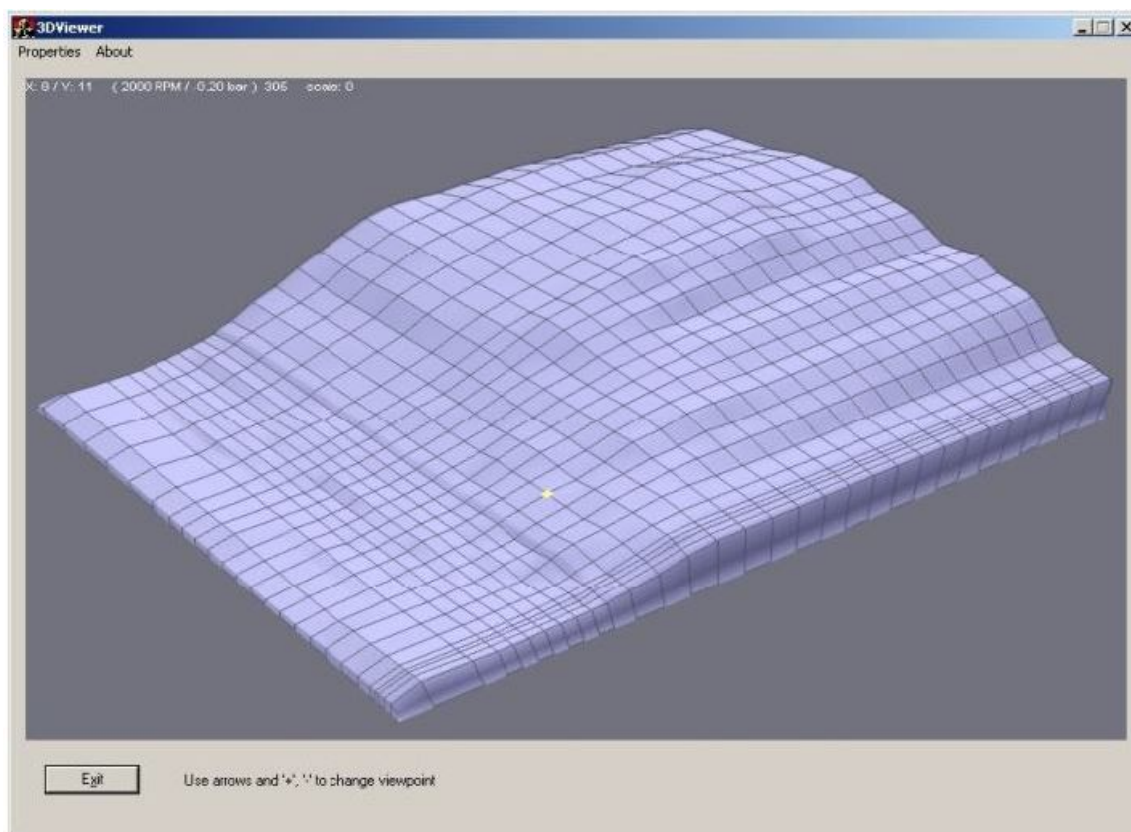 3DViewer
Properties About
X: 8 / Y: 11 ( 2000 RPM / 0.20 bar ) 306 scale: 0
Exit Use arrows and '+', '-' to change viewpoint